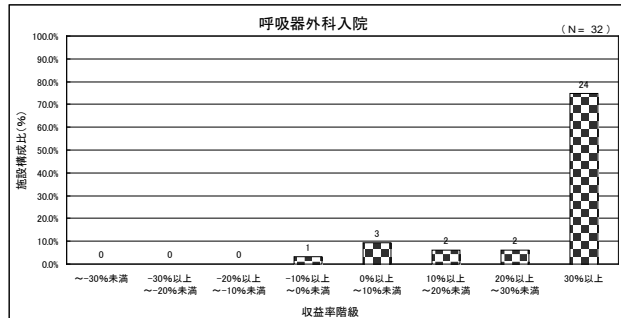 呼吸器外科入院
(N= 32)
100.0%
90.0%
80.0%
70.0%
60.0%
50.0%
40.0%
30.0%
20.0%
10.0%
0.0%
施設構成比(%)
0
0
0
1
3
2
2
24
~-30%未満
-30%以上
~-20%未満
-20%以上
~-10%未満
-10%以上
~0%未満
0%以上
~10%未満
10%以上
~20%未満
20%以上
~30%未満
30%以上
収益率階級